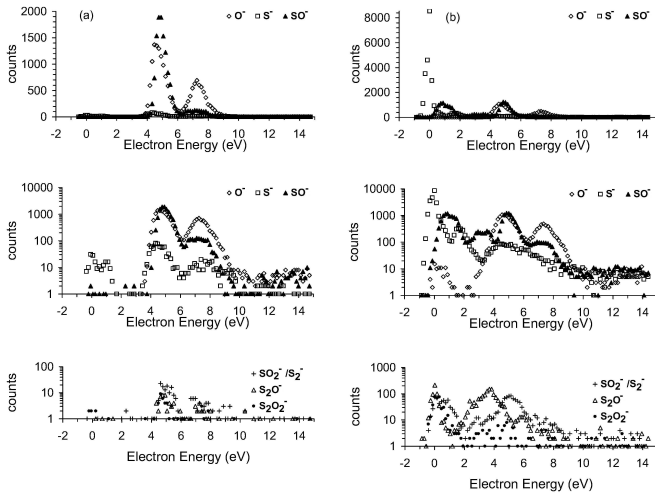 (a)
O⁻ S⁻ SO⁻
counts
2000
1500
1000
500
0
-2 0 2 4 6 8 10 12 14
Electron Energy (eV)
(b)
O⁻ S⁻ SO⁻
counts
8000
6000
4000
2000
0
-2 0 2 4 6 8 10 12 14
Electron Energy (eV)
O⁻ S⁻ SO⁻
counts
10000
1000
100
10
1
-2 0 2 4 6 8 10 12 14
Electron Energy (eV)
O⁻ S⁻ SO⁻
counts
10000
1000
100
10
1
-2 0 2 4 6 8 10 12 14
Electron Energy (eV)
SO₂⁻/S₂⁻
S₂O⁻
S₂O₂⁻
counts
100
10
1
-2 0 2 4 6 8 10 12 14
Electron Energy (eV)
SO₂⁻/S₂⁻
S₂O⁻
S₂O₂⁻
counts
1000
100
10
1
-2 0 2 4 6 8 10 12 14
Electron Energy (eV)